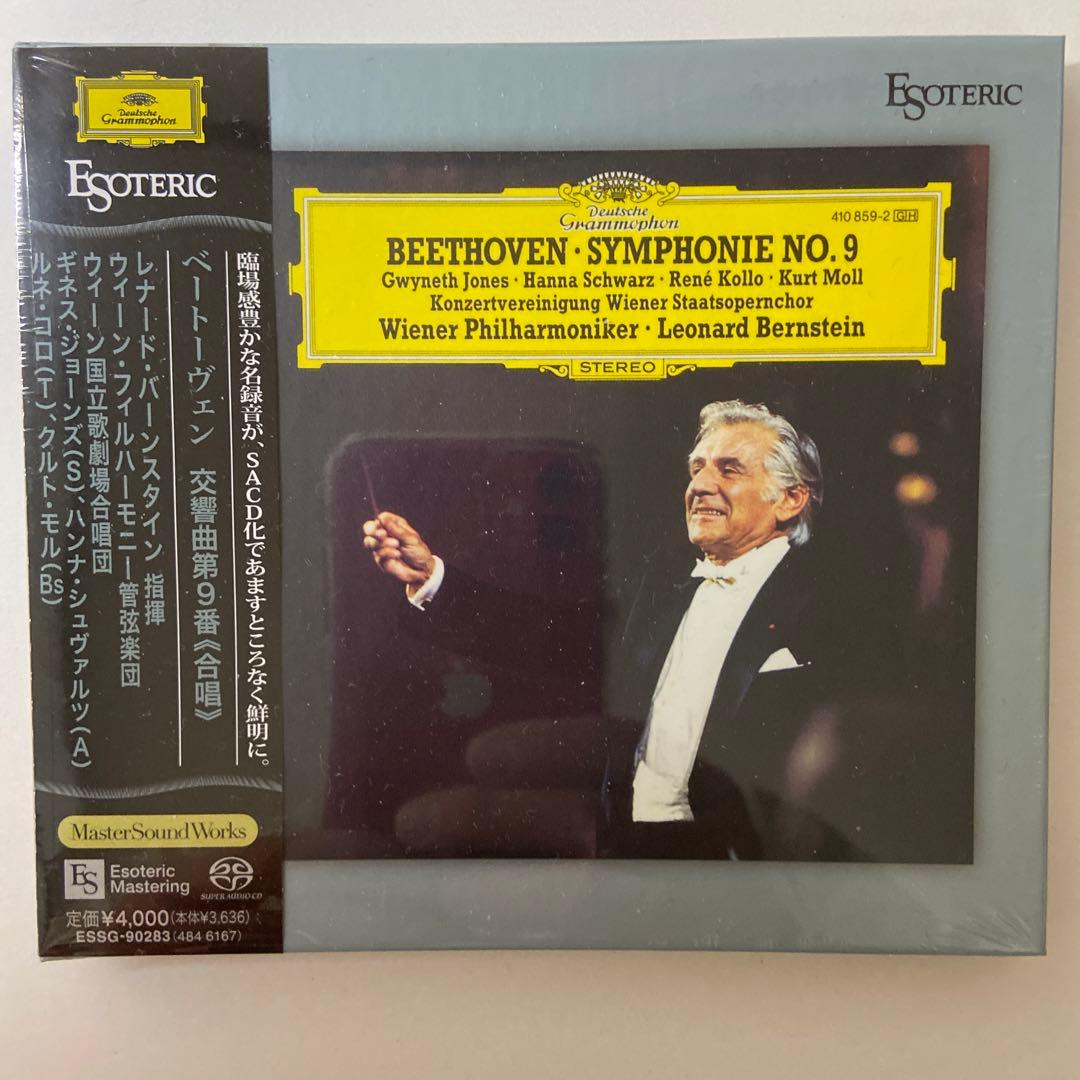 Deutsche
Grammophon
ESOTERIC
臨場感豊かな名録音が、SACD化であますところなく鮮明に。
ベートーヴェン 交響曲第9番《合唱》
レナード・バーンスタイン 指揮
ウィーン・フィルハーモニー管弦楽団
ウィーン国立歌劇場合唱団
ギネス・ジョーンズ(S)、ハンナ・シュヴァルツ(A)
ルネ・コロ(T)、クルト・モル(Bs)
MasterSoundWorks
ES
Esoteric
Mastering
SUPER AUDIO CD
定価¥4,000(本体¥3,636)
ESSG-90283(484 6167)
ESOTERIC
Deutsche
Grammophon
410 859-2 GH
BEETHOVEN · SYMPHONIE NO. 9
Gwyneth Jones · Hanna Schwarz · René Kollo · Kurt Moll
Konzertvereinigung Wiener Staatsopernchor
Wiener Philharmoniker · Leonard Bernstein
STEREO